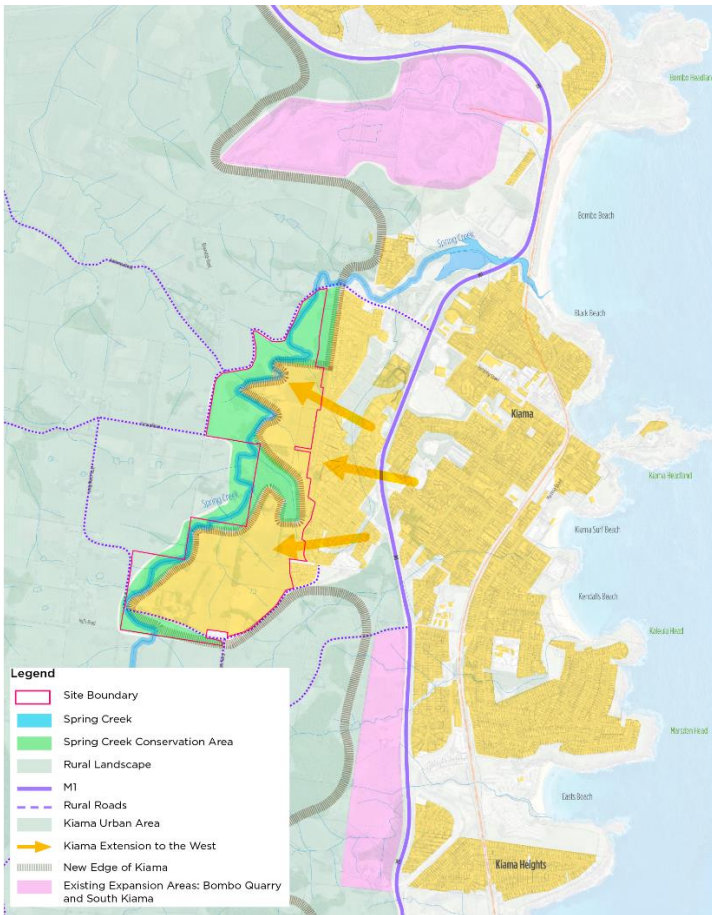 Bombo Headland
Bombo Beach
Spring Creek
Black Beach
Kiama
Kiama Headland
Spring Creek
Kiama Surf Beach
Kendalls Beach
Kaleula Head
Marsden Head
Easts Beach
Kiama Heights
Legend
Site Boundary
Spring Creek
Spring Creek Conservation Area
Rural Landscape
M1
Rural Roads
Kiama Urban Area
Kiama Extension to the West
New Edge of Kiama
Existing Expansion Areas: Bombo Quarry
and South Kiama